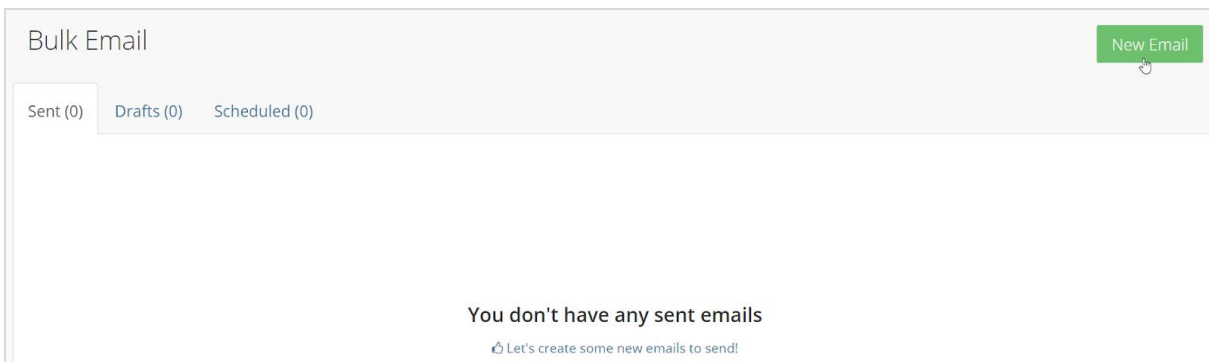 Bulk Email
New Email
Sent (0) Drafts (0) Scheduled (0)
You don't have any sent emails
Let's create some new emails to send!